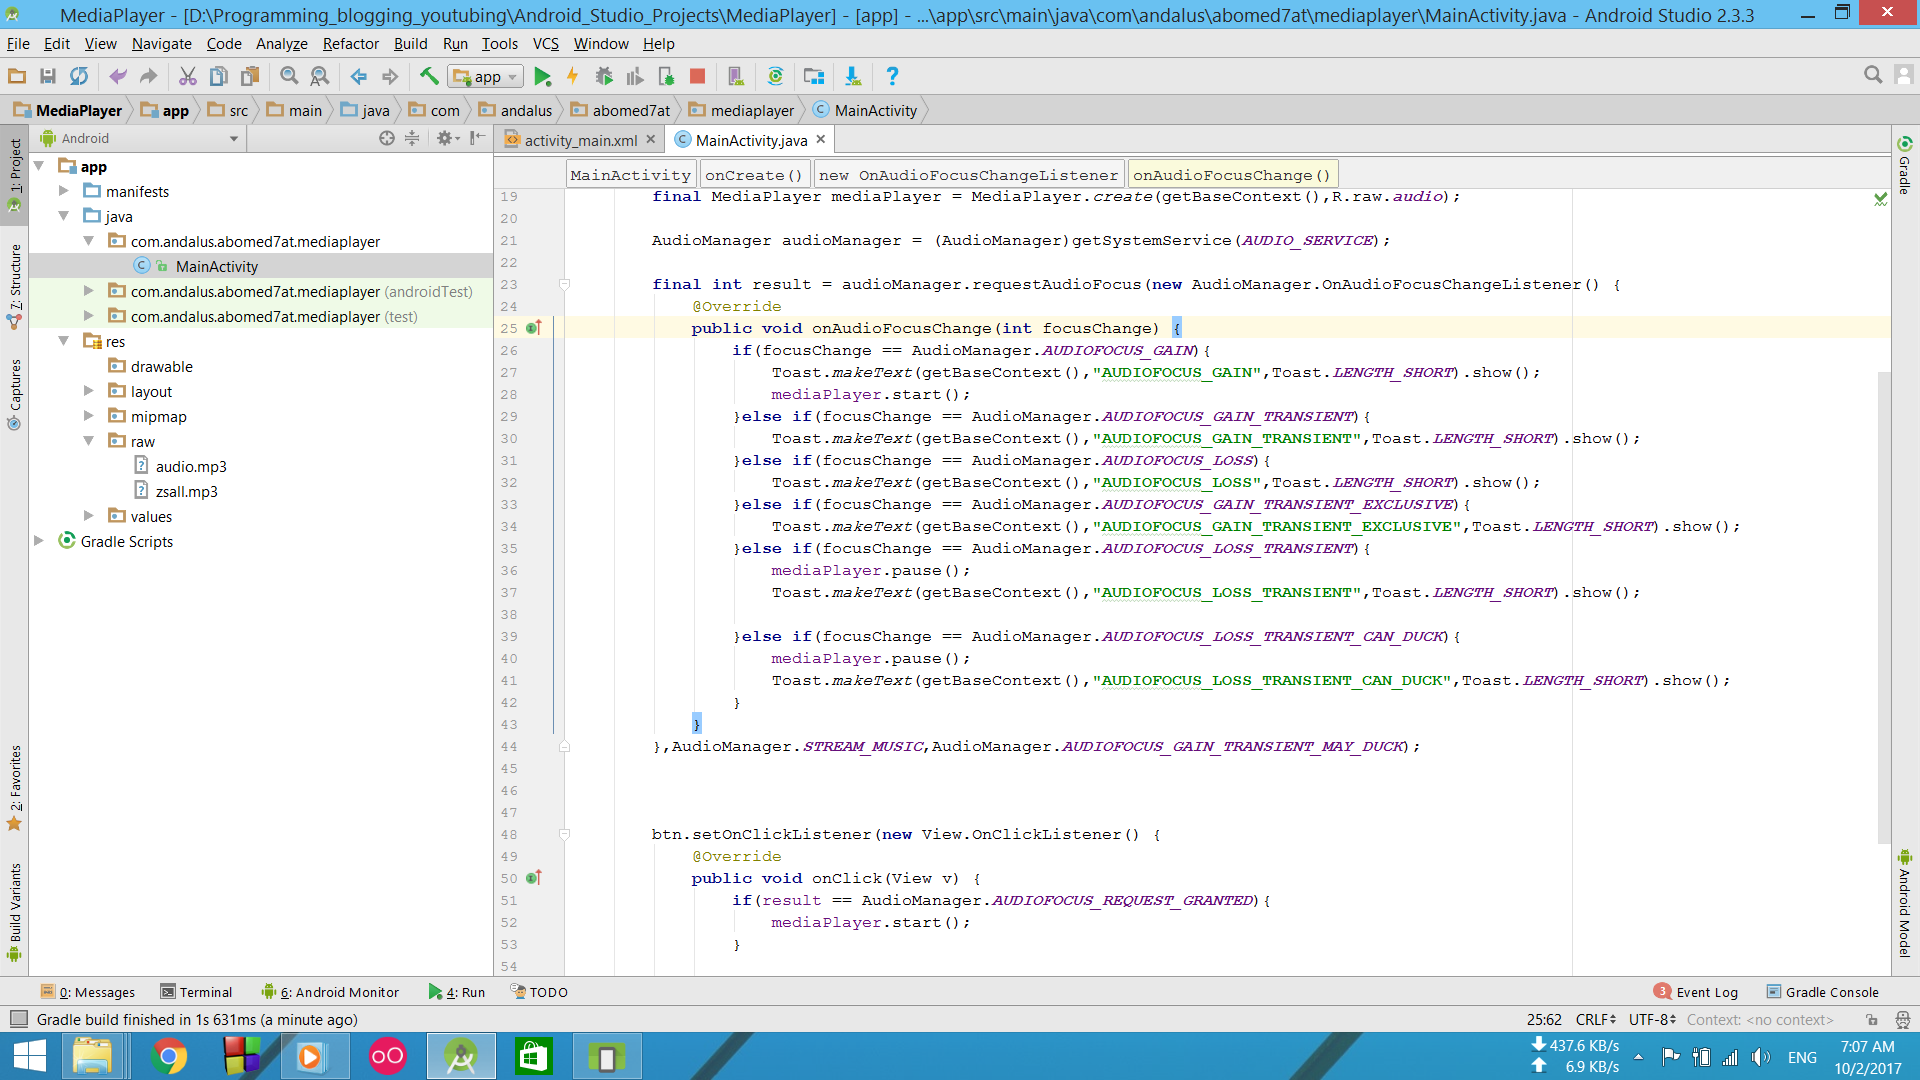 MediaPlayer - [D:\Programming_blogging_youtubing\Android_Studio_Projects\MediaPlayer] - [app] - ...\app\src\main\java\com\andalus\abomed7at\mediaplayer\MainActivity.java - Android Studio 2.3.3
File Edit View Navigate Code Analyze Refactor Build Run Tools VCS Window Help
app
MediaPlayer app src main java com andalus abomed7at mediaplayer MainActivity
Android
activity_main.xml
MainActivity.java
1: Project
7: Structure
Captures
2: Favorites
Build Variants
app
manifests
java
com.andalus.abomed7at.mediaplayer
MainActivity
com.andalus.abomed7at.mediaplayer (androidTest)
com.andalus.abomed7at.mediaplayer (test)
res
drawable
layout
mipmap
raw
audio.mp3
zsall.mp3
values
Gradle Scripts
MainActivity onCreate() new OnAudioFocusChangeListener onAudioFocusChange()
19 final MediaPlayer mediaPlayer = MediaPlayer.create(getBaseContext(),R.raw.audio);
20
21 AudioManager audioManager = (AudioManager)getSystemService(AUDIO_SERVICE);
22
23 final int result = audioManager.requestAudioFocus(new AudioManager.OnAudioFocusChangeListener() {
24 @Override
25 public void onAudioFocusChange(int focusChange) {
26 if(focusChange == AudioManager.AUDIOFOCUS_GAIN){
27 Toast.makeText(getBaseContext(),"AUDIOFOCUS_GAIN",Toast.LENGTH_SHORT).show();
28 mediaPlayer.start();
29 }else if(focusChange == AudioManager.AUDIOFOCUS_GAIN_TRANSIENT){
30 Toast.makeText(getBaseContext(),"AUDIOFOCUS_GAIN_TRANSIENT",Toast.LENGTH_SHORT).show();
31 }else if(focusChange == AudioManager.AUDIOFOCUS_LOSS){
32 Toast.makeText(getBaseContext(),"AUDIOFOCUS_LOSS",Toast.LENGTH_SHORT).show();
33 }else if(focusChange == AudioManager.AUDIOFOCUS_GAIN_TRANSIENT_EXCLUSIVE){
34 Toast.makeText(getBaseContext(),"AUDIOFOCUS_GAIN_TRANSIENT_EXCLUSIVE",Toast.LENGTH_SHORT).show();
35 }else if(focusChange == AudioManager.AUDIOFOCUS_LOSS_TRANSIENT){
36 mediaPlayer.pause();
37 Toast.makeText(getBaseContext(),"AUDIOFOCUS_LOSS_TRANSIENT",Toast.LENGTH_SHORT).show();
38
39 }else if(focusChange == AudioManager.AUDIOFOCUS_LOSS_TRANSIENT_CAN_DUCK){
40 mediaPlayer.pause();
41 Toast.makeText(getBaseContext(),"AUDIOFOCUS_LOSS_TRANSIENT_CAN_DUCK",Toast.LENGTH_SHORT).show();
42 }
43 }
44 },AudioManager.STREAM_MUSIC,AudioManager.AUDIOFOCUS_GAIN_TRANSIENT_MAY_DUCK);
45
46
47
48 btn.setOnClickListener(new View.OnClickListener() {
49 @Override
50 public void onClick(View v) {
51 if(result == AudioManager.AUDIOFOCUS_REQUEST_GRANTED){
52 mediaPlayer.start();
53 }
54
Gradle
Android Model
0: Messages Terminal 6: Android Monitor 4: Run TODO 3 Event Log Gradle Console
Gradle build finished in 1s 631ms (a minute ago) 25:62 CRLF UTF-8 Context: <no context>
437.6 KB/s
6.9 KB/s
ENG
7:07 AM
10/2/2017